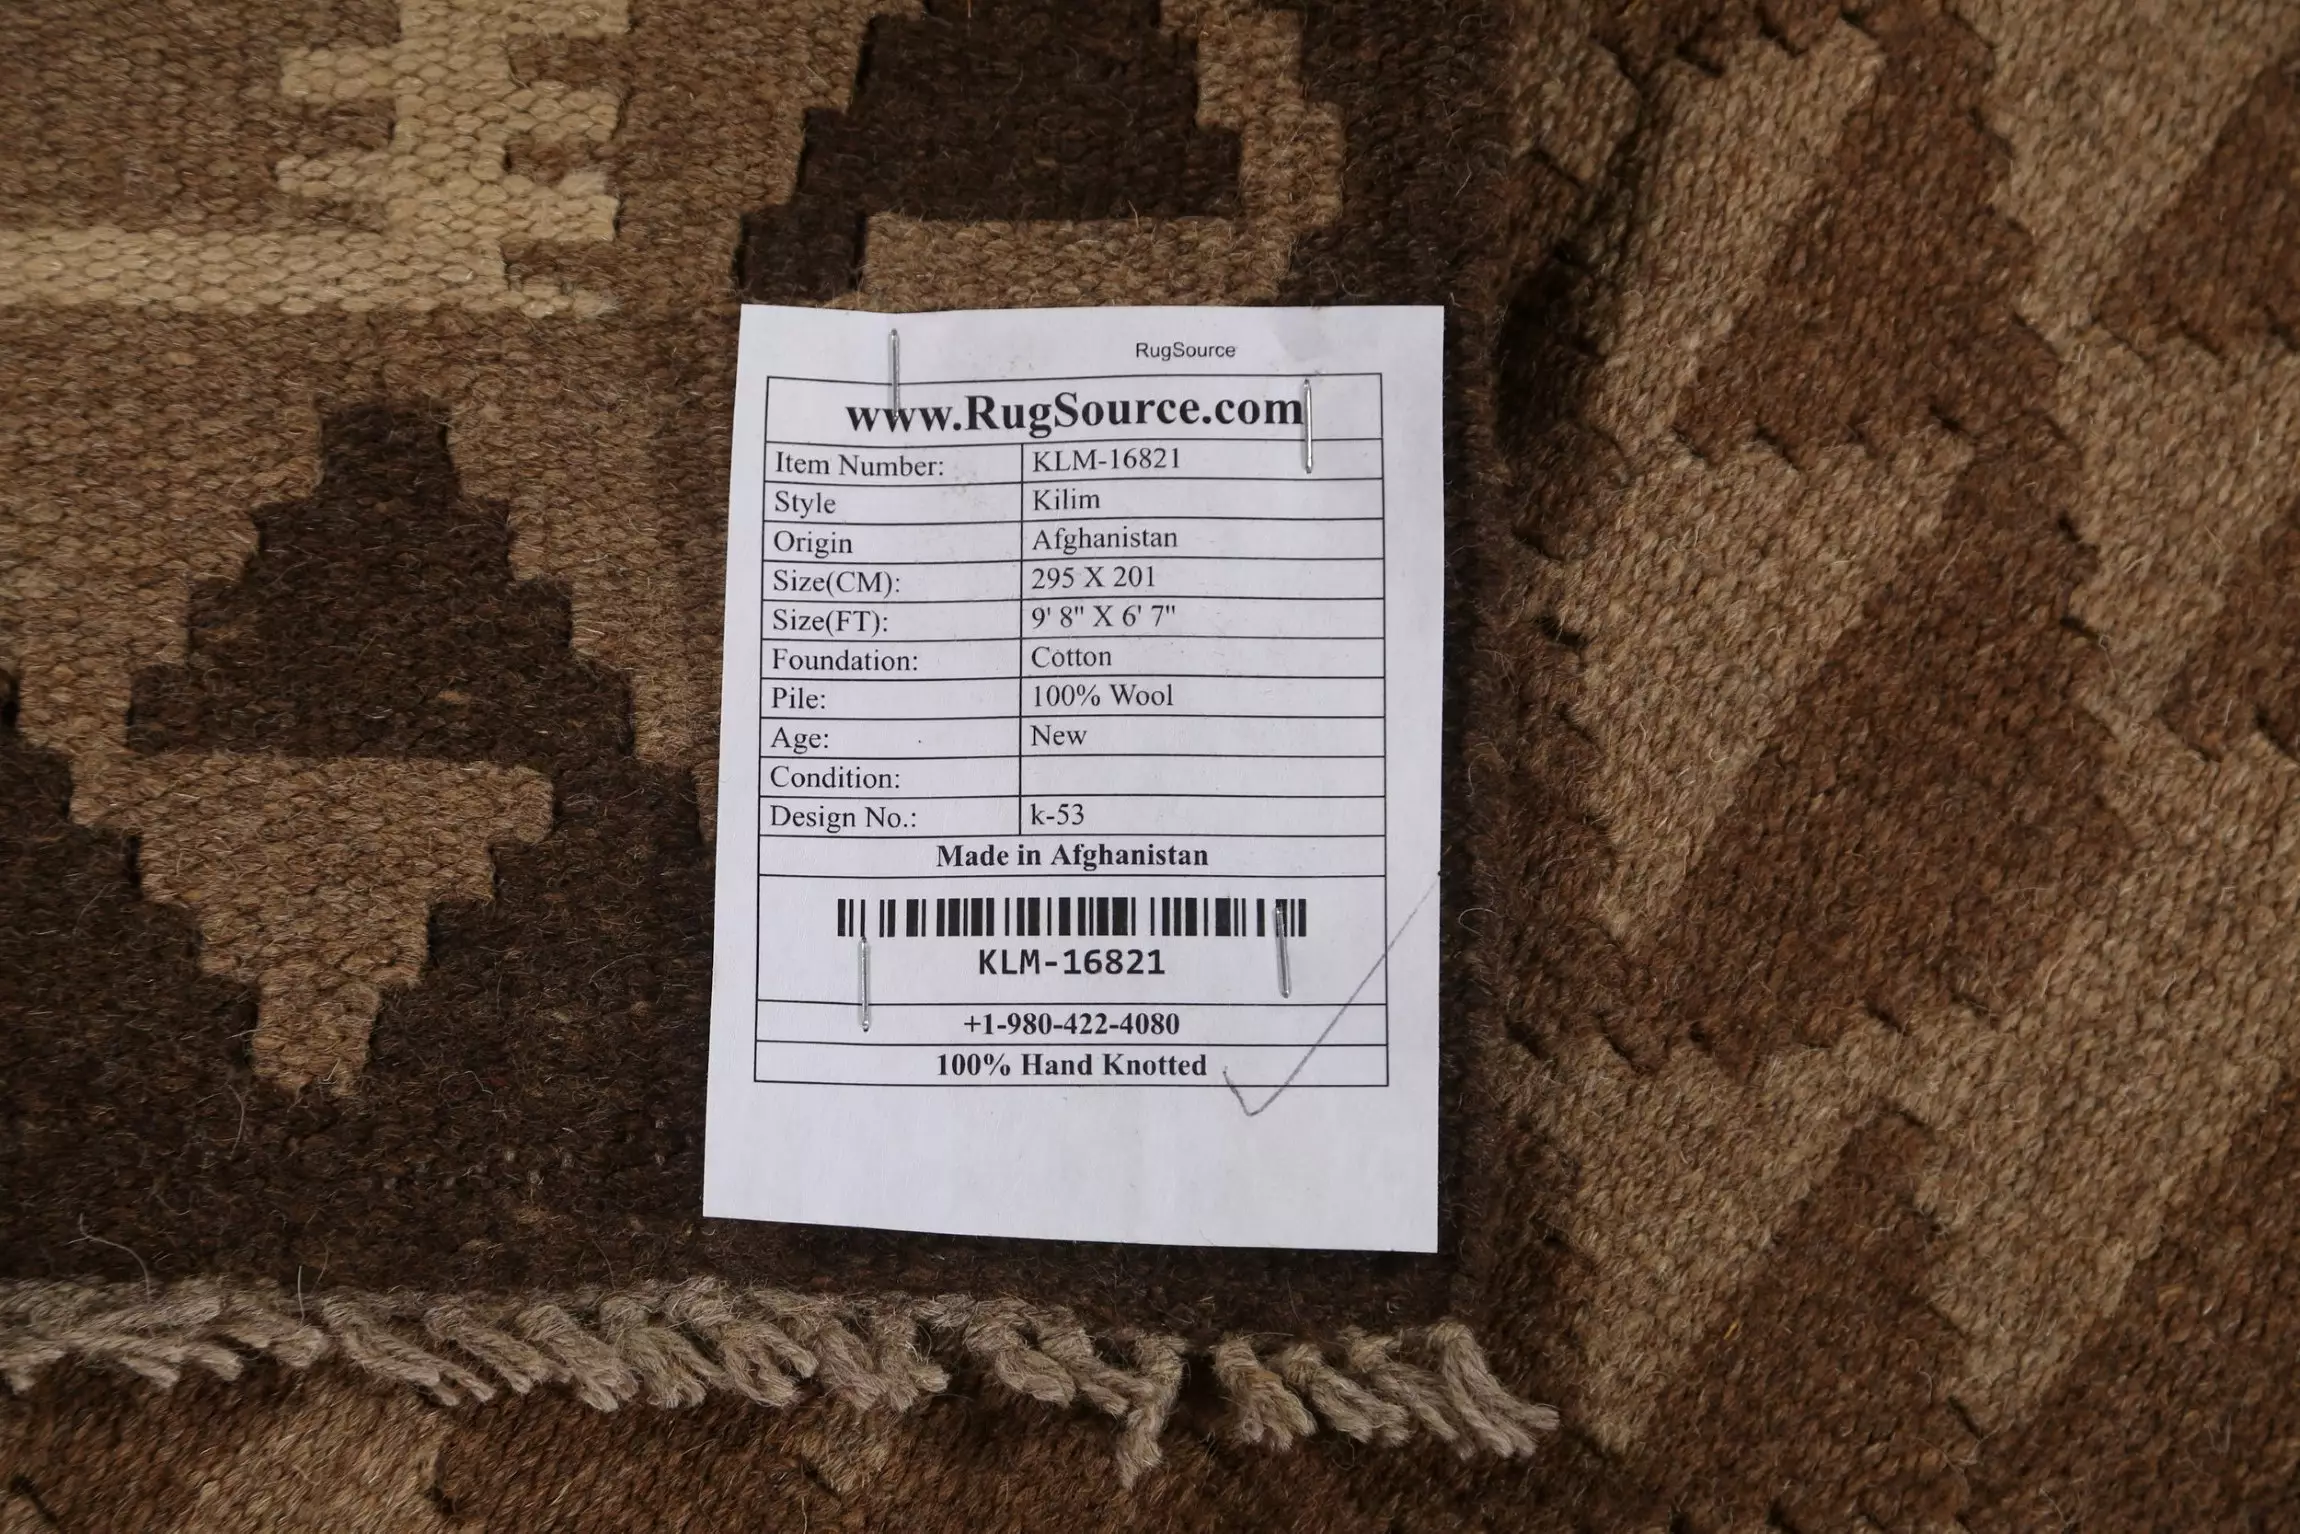 RugSource
www.RugSource.com
Item Number: KLM-16821
Style Kilim
Origin Afghanistan
Size(CM): 295 X 201
Size(FT): 9' 8" X 6' 7"
Foundation: Cotton
Pile: 100% Wool
Age: New
Condition:
Design No.: k-53
Made in Afghanistan
KLM-16821
+1-980-422-4080
100% Hand Knotted